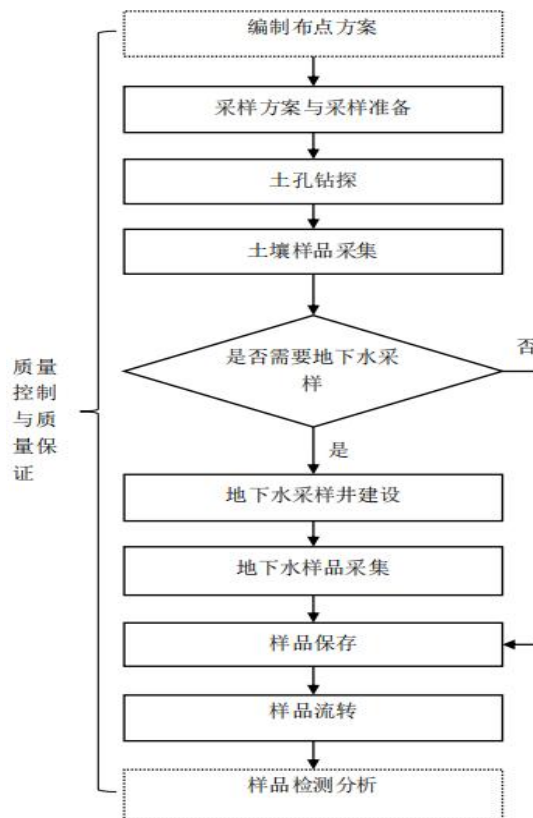 编制布点方案
采样方案与采样准备
土孔钻探
土壤样品采集
是否需要地下水采
样
否
是
质量
控制
与质
量保
证
地下水采样井建设
地下水样品采集
样品保存
样品流转
样品检测分析